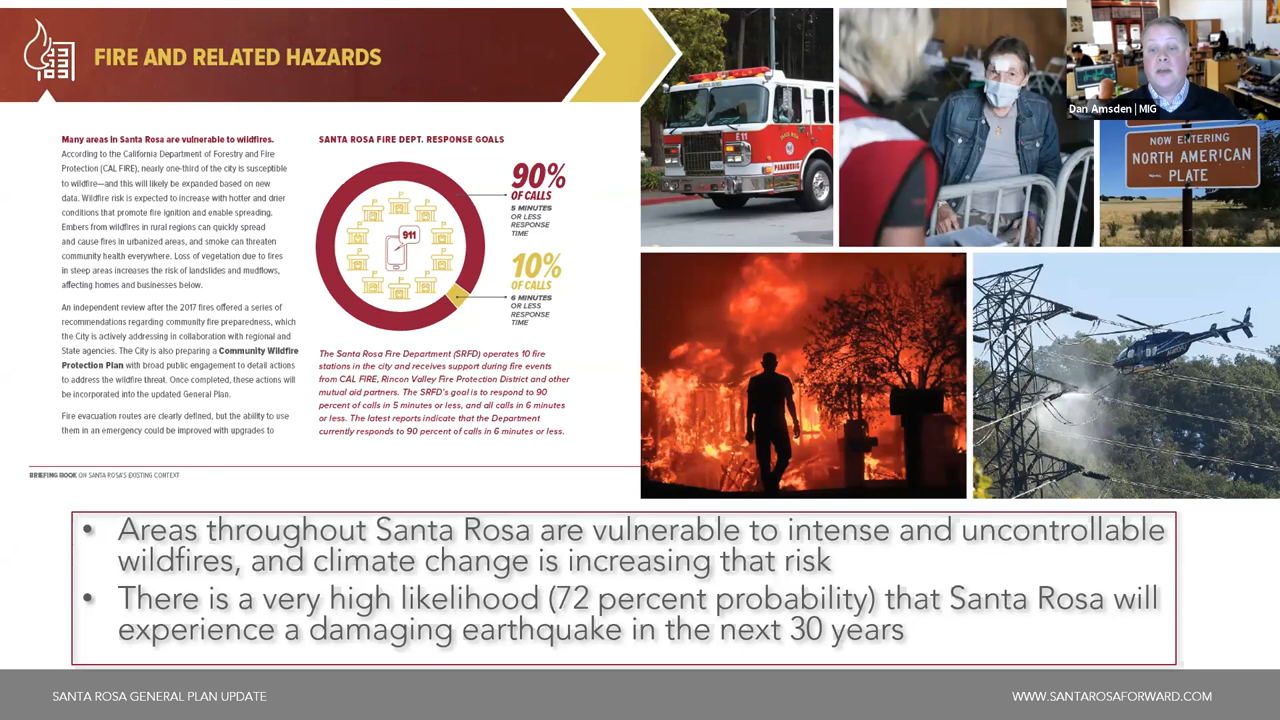 FIRE AND RELATED HAZARDS
Many areas in Santa Rosa are vulnerable to wildfires.
According to the California Department of Forestry and Fire
Protection (CAL FIRE), nearly one-third of the city is susceptible
to wildfire—and this will likely be expanded based on new
data. Wildfire risk is expected to increase with hotter and drier
conditions that promote fire ignition and enable spreading.
Embers from wildfires in rural regions can quickly spread
and cause fires in urbanized areas, and smoke can threaten
community health everywhere. Loss of vegetation due to fires
in steep areas increases the risk of landslides and mudflows,
affecting homes and businesses below.
An independent review after the 2017 fires offered a series of
recommendations regarding community fire preparedness, which
the City is actively addressing in collaboration with regional and
State agencies. The City is also preparing a Community Wildfire
Protection Plan with broad public engagement to detail actions
to address the wildfire threat. Once completed, these actions will
be incorporated into the updated General Plan.
Fire evacuation routes are clearly defined, but the ability to use
them in an emergency could be improved with upgrades to
SANTA ROSA FIRE DEPT. RESPONSE GOALS
911
90%
OF CALLS
5 MINUTES
OR LESS
RESPONSE
TIME
10%
OF CALLS
6 MINUTES
OR LESS
RESPONSE
TIME
The Santa Rosa Fire Department (SRFD) operates 10 fire
stations in the city and receives support during fire events
from CAL FIRE, Rincon Valley Fire Protection District and other
mutual aid partners. The SRFD's goal is to respond to 90
percent of calls in 5 minutes or less, and all calls in 6 minutes
or less. The latest reports indicate that the Department
currently responds to 90 percent of calls in 6 minutes or less.
BRIEFING BOOK ON SANTA ROSA'S EXISTING CONTEXT
E11
PARAMEDIC
Dan Amsden | MIG
NOW ENTERING
NORTH AMERICAN
PLATE
• Areas throughout Santa Rosa are vulnerable to intense and uncontrollable
wildfires, and climate change is increasing that risk
• There is a very high likelihood (72 percent probability) that Santa Rosa will
experience a damaging earthquake in the next 30 years
SANTA ROSA GENERAL PLAN UPDATE
WWW.SANTAROSAFORWARD.COM